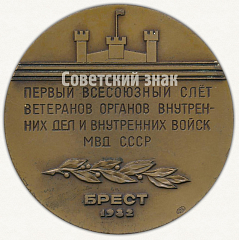 Советский знак
ПЕРВЫЙ ВСЕСОЮЗНЫЙ СЛЁТ
ВЕТЕРАНОВ ОРГАНОВ ВНУТРЕН-
НИХ ДЕЛ И ВНУТРЕННИХ ВОЙСК
МВД СССР
БРЕСТ
1982